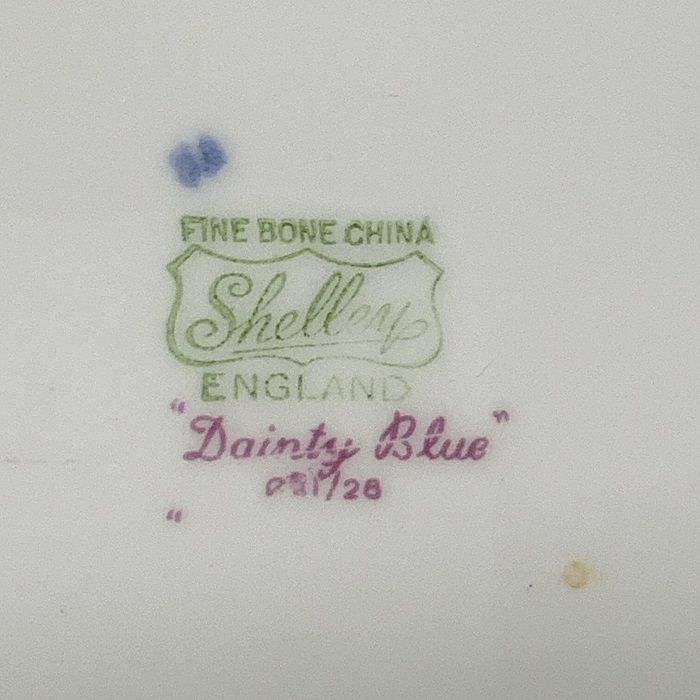 FINE BONE CHINA
Shelley
ENGLAND
"Dainty Blue"
051/28
"